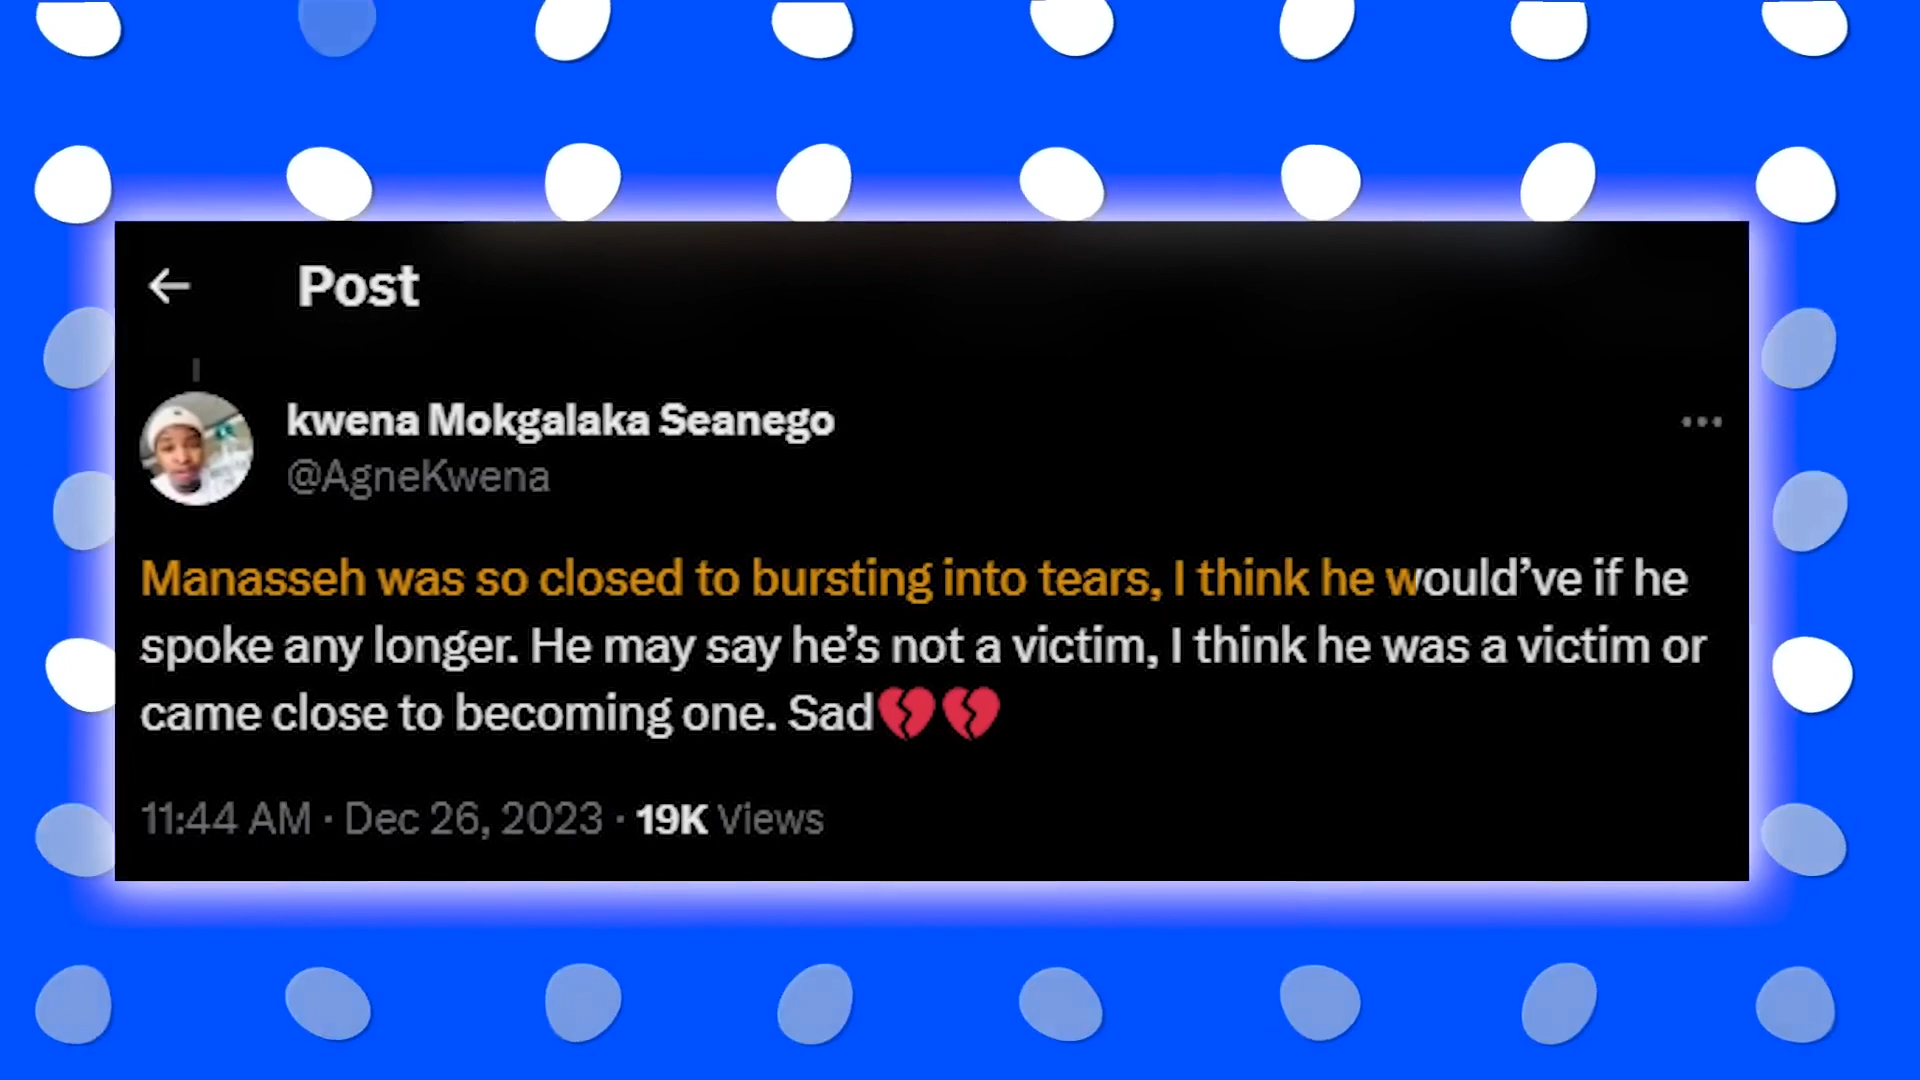 Post
kwena Mokgalaka Seanego
@AgneKwena
Manasseh was so closed to bursting into tears, I think he would’ve if he
spoke any longer. He may say he’s not a victim, I think he was a victim or
came close to becoming one. Sad💔💔
11:44 AM · Dec 26, 2023 · 19K Views